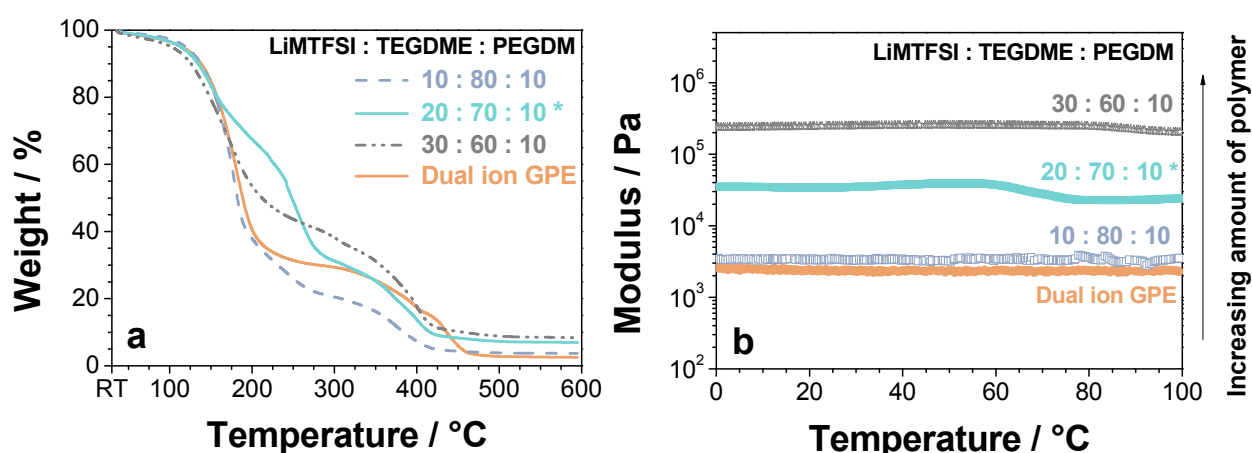 100
80
60
40
20
0
Weight / %
LiMTFSI : TEGDME : PEGDM
10 : 80 : 10
20 : 70 : 10 *
30 : 60 : 10
Dual ion GPE
a
RT 100 200 300 400 500 600
Temperature / °C
10⁶
10⁵
10⁴
10³
10²
Modulus / Pa
LiMTFSI : TEGDME : PEGDM
30 : 60 : 10
20 : 70 : 10 *
10 : 80 : 10
Dual ion GPE
b
0 20 40 60 80 100
Temperature / °C
Increasing amount of polymer